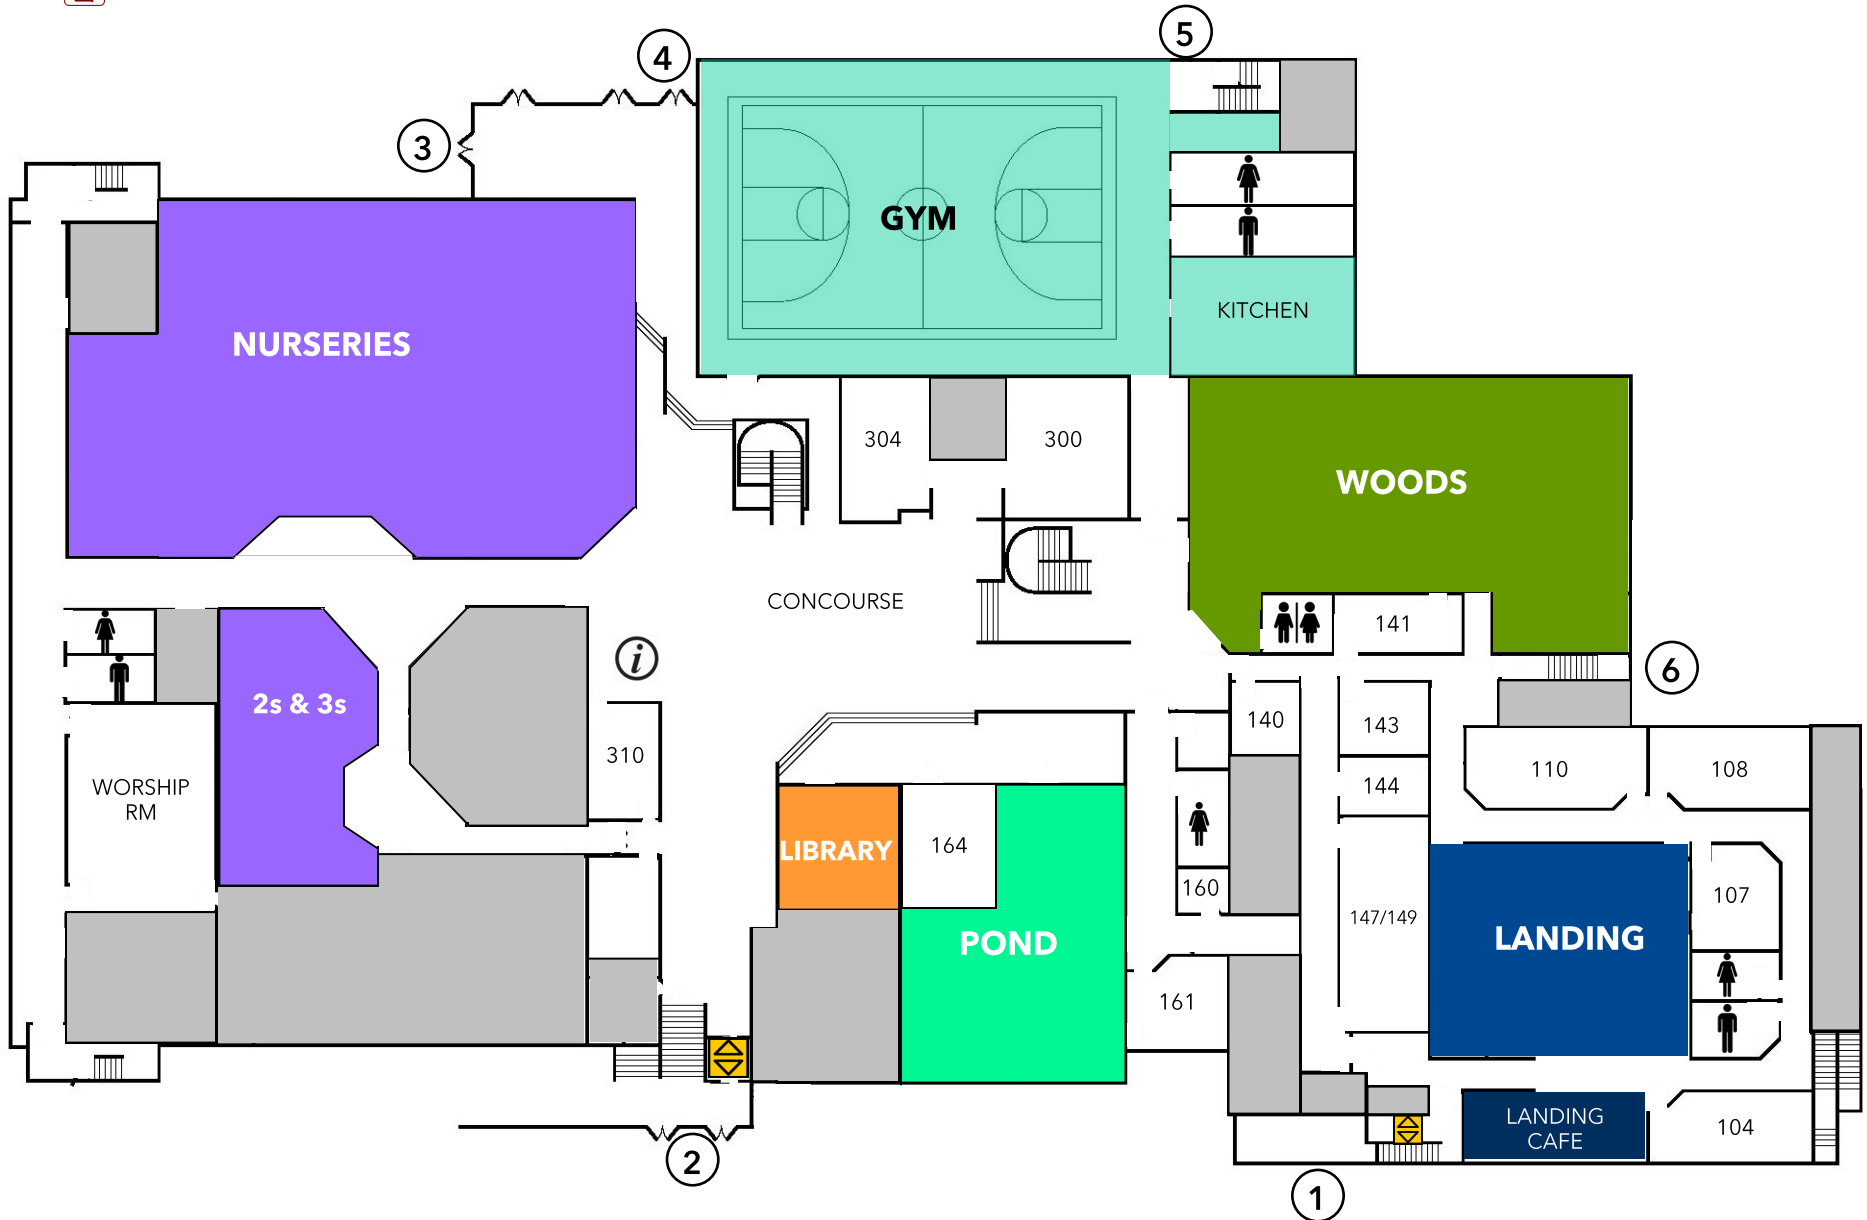 5
4
3
GYM
KITCHEN
NURSERIES
304
300
WOODS
CONCOURSE
141
i
6
2s & 3s
140
143
310
110
108
WORSHIP
RM
144
LIBRARY
164
160
107
147/149
POND
LANDING
161
LANDING
CAFE
104
2
1